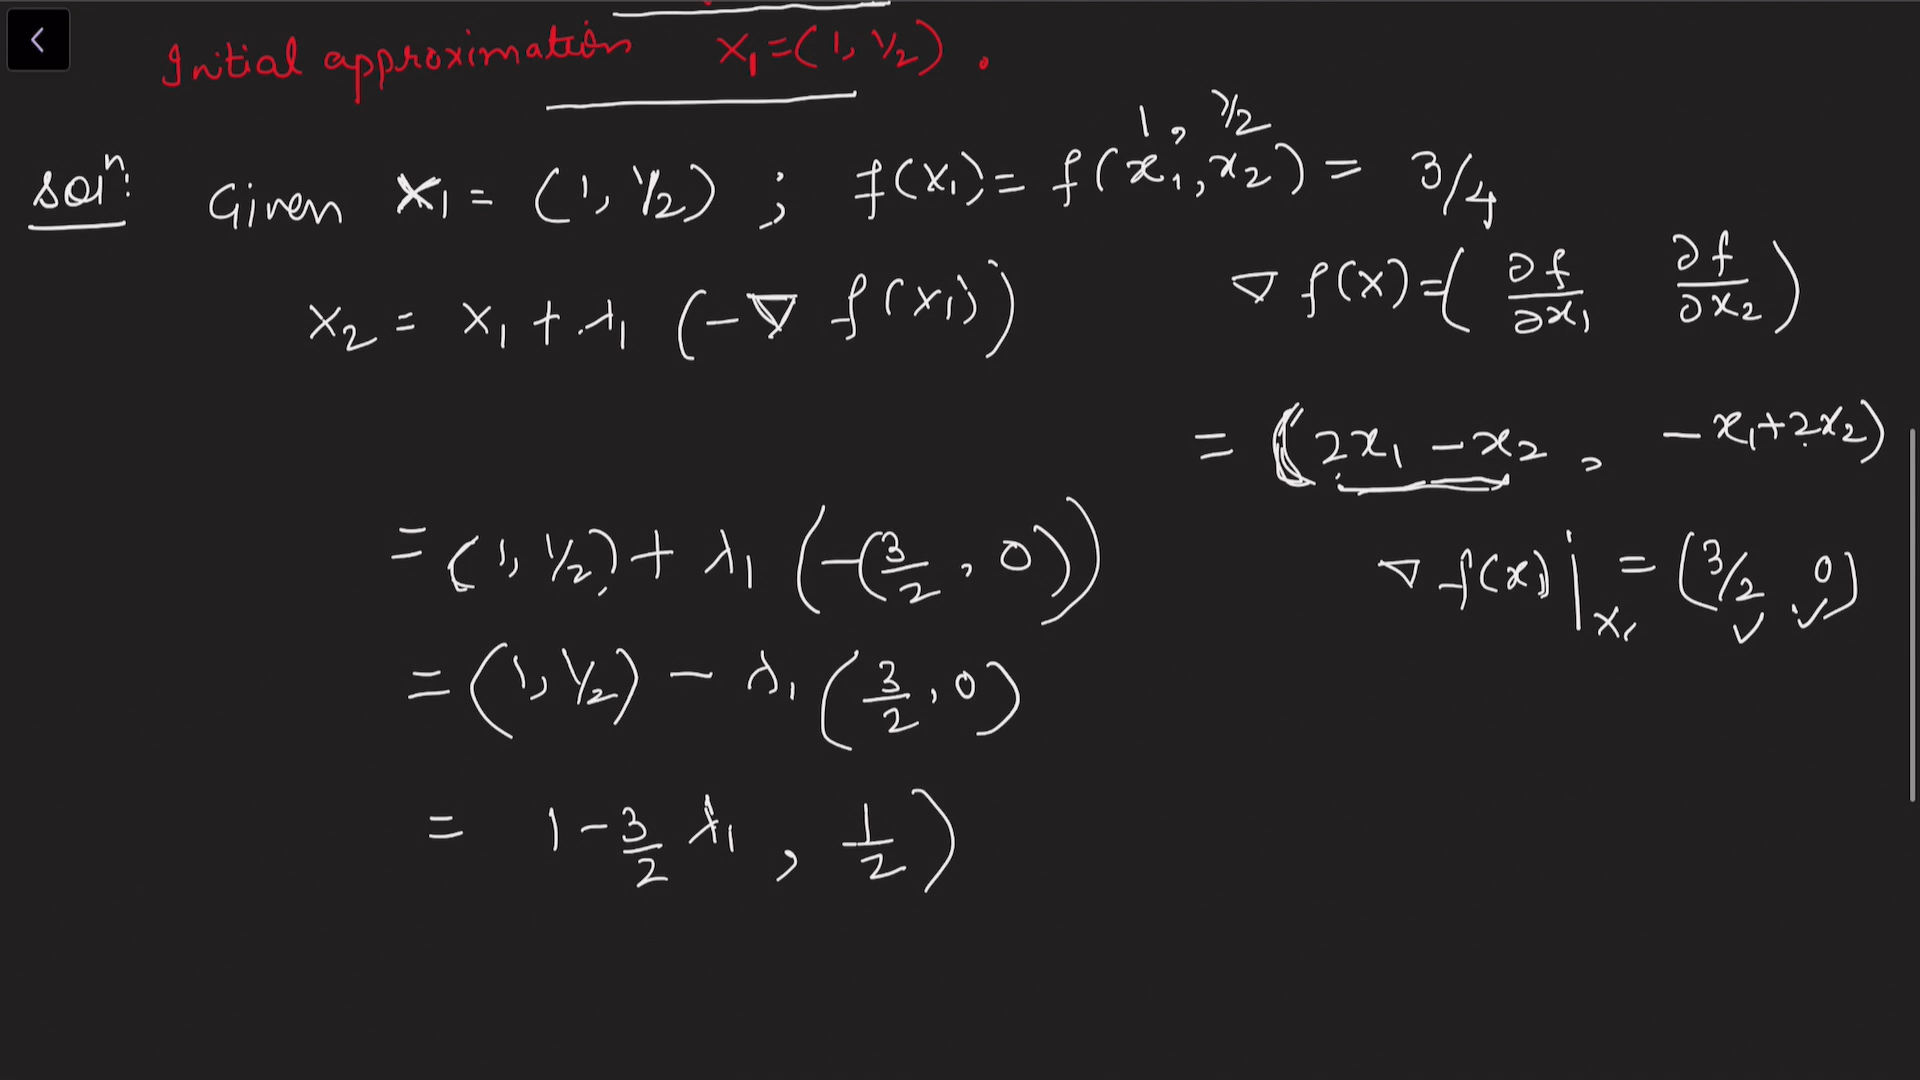 Initial approximation X₁=(1, 1/2).
1, 1/2
solⁿ: Given X₁ = (1, 1/2) ; f(X₁) = f(x₁, x₂) = 3/4
∇ f(X) = ( ∂f/∂x₁ ∂f/∂x₂ )
X₂ = X₁ + λ₁ (-∇ f(X₁))
= (2x₁ - x₂ , -x₁+2x₂)
= (1, 1/2) + λ₁ (-(3/2, 0))
∇ f(x)|X₁ = (3/2, 0)
= (1, 1/2) - λ₁ (3/2, 0)
= 1 - 3/2 λ₁ , 1/2)